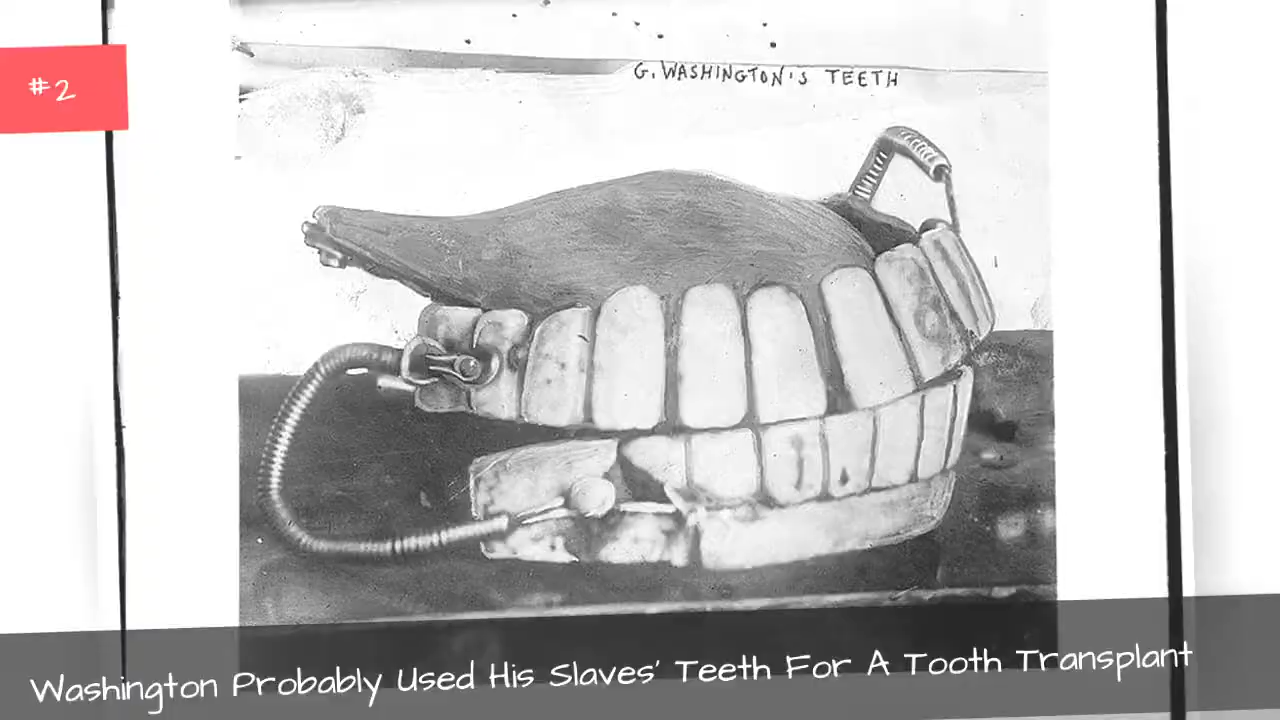 #2
G. WASHINGTON'S TEETH
Washington Probably Used His Slaves' Teeth For A Tooth Transplant